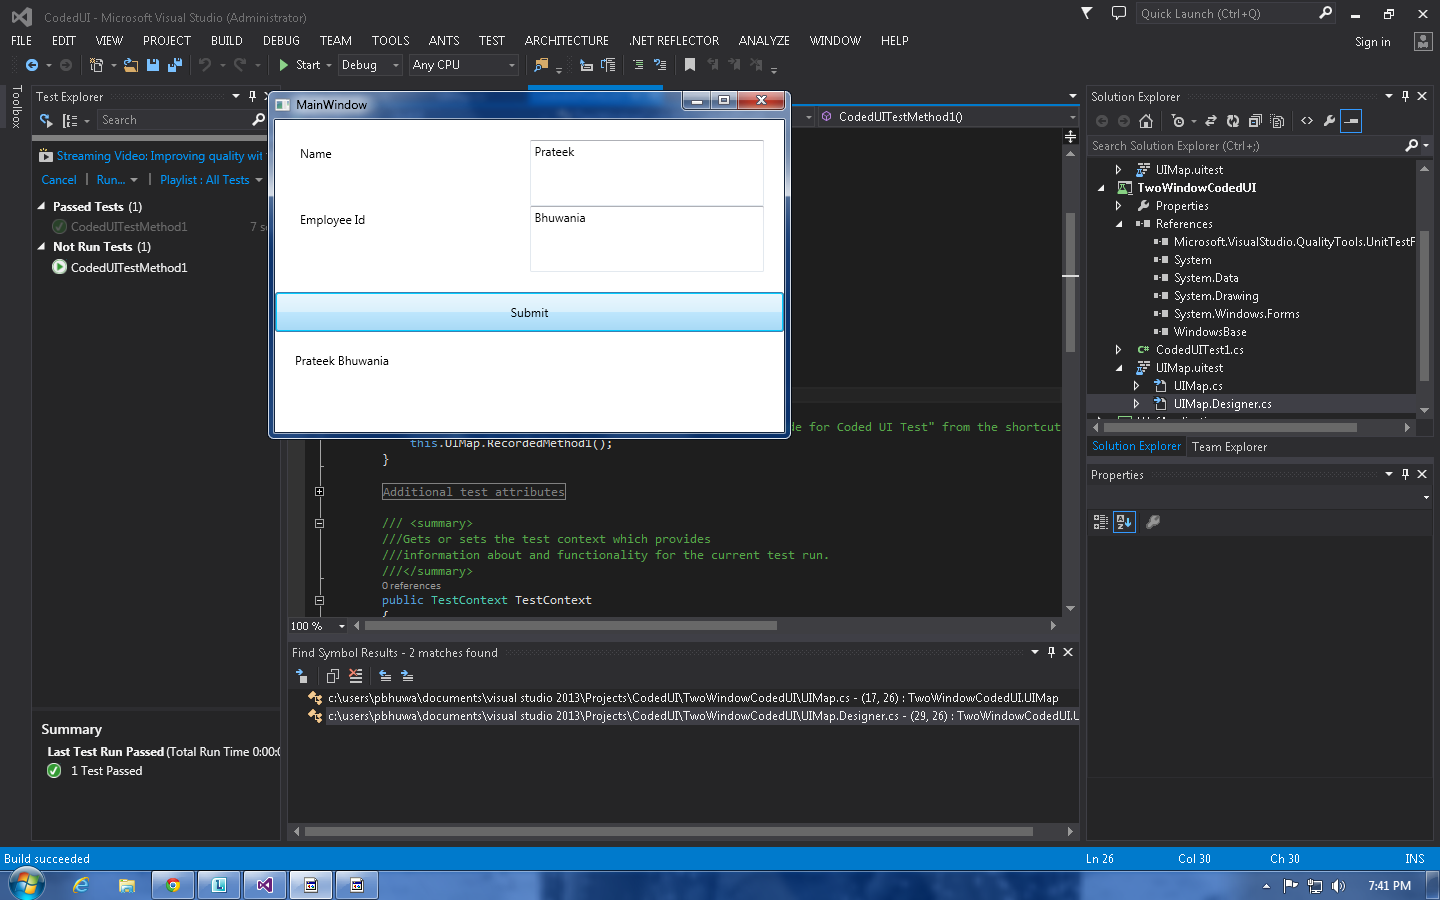 CodedUI - Microsoft Visual Studio (Administrator)
Quick Launch (Ctrl+Q)
FILE EDIT VIEW PROJECT BUILD DEBUG TEAM TOOLS ANTS TEST ARCHITECTURE .NET REFLECTOR ANALYZE WINDOW HELP
Sign in
Start Debug Any CPU
Toolbox
Test Explorer
Search
Streaming Video: Improving quality wit
Cancel | Run... | Playlist : All Tests
Passed Tests (1)
CodedUITestMethod1 7 s
Not Run Tests (1)
CodedUITestMethod1
Summary
Last Test Run Passed (Total Run Time 0:00:0
1 Test Passed
MainWindow
Name
Prateek
Employee Id
Bhuwania
Submit
Prateek Bhuwania
CodedUITestMethod1()
de for Coded UI Test" from the shortcut
this.UIMap.RecordedMethod1();
}
Additional test attributes
/// <summary>
///Gets or sets the test context which provides
///information about and functionality for the current test run.
///</summary>
0 references
public TestContext TestContext
{
100 %
Find Symbol Results - 2 matches found
c:\users\pbhuwa\documents\visual studio 2013\Projects\CodedUI\TwoWindowCodedUI\UIMap.cs - (17, 26) : TwoWindowCodedUI.UIMap
c:\users\pbhuwa\documents\visual studio 2013\Projects\CodedUI\TwoWindowCodedUI\UIMap.Designer.cs - (29, 26) : TwoWindowCodedUI.U
Solution Explorer
Search Solution Explorer (Ctrl+;)
UIMap.uitest
TwoWindowCodedUI
Properties
References
Microsoft.VisualStudio.QualityTools.UnitTestF
System
System.Data
System.Drawing
System.Windows.Forms
WindowsBase
CodedUITest1.cs
UIMap.uitest
UIMap.cs
UIMap.Designer.cs
Solution Explorer Team Explorer
Properties
Build succeeded
Ln 26 Col 30 Ch 30 INS
7:41 PM